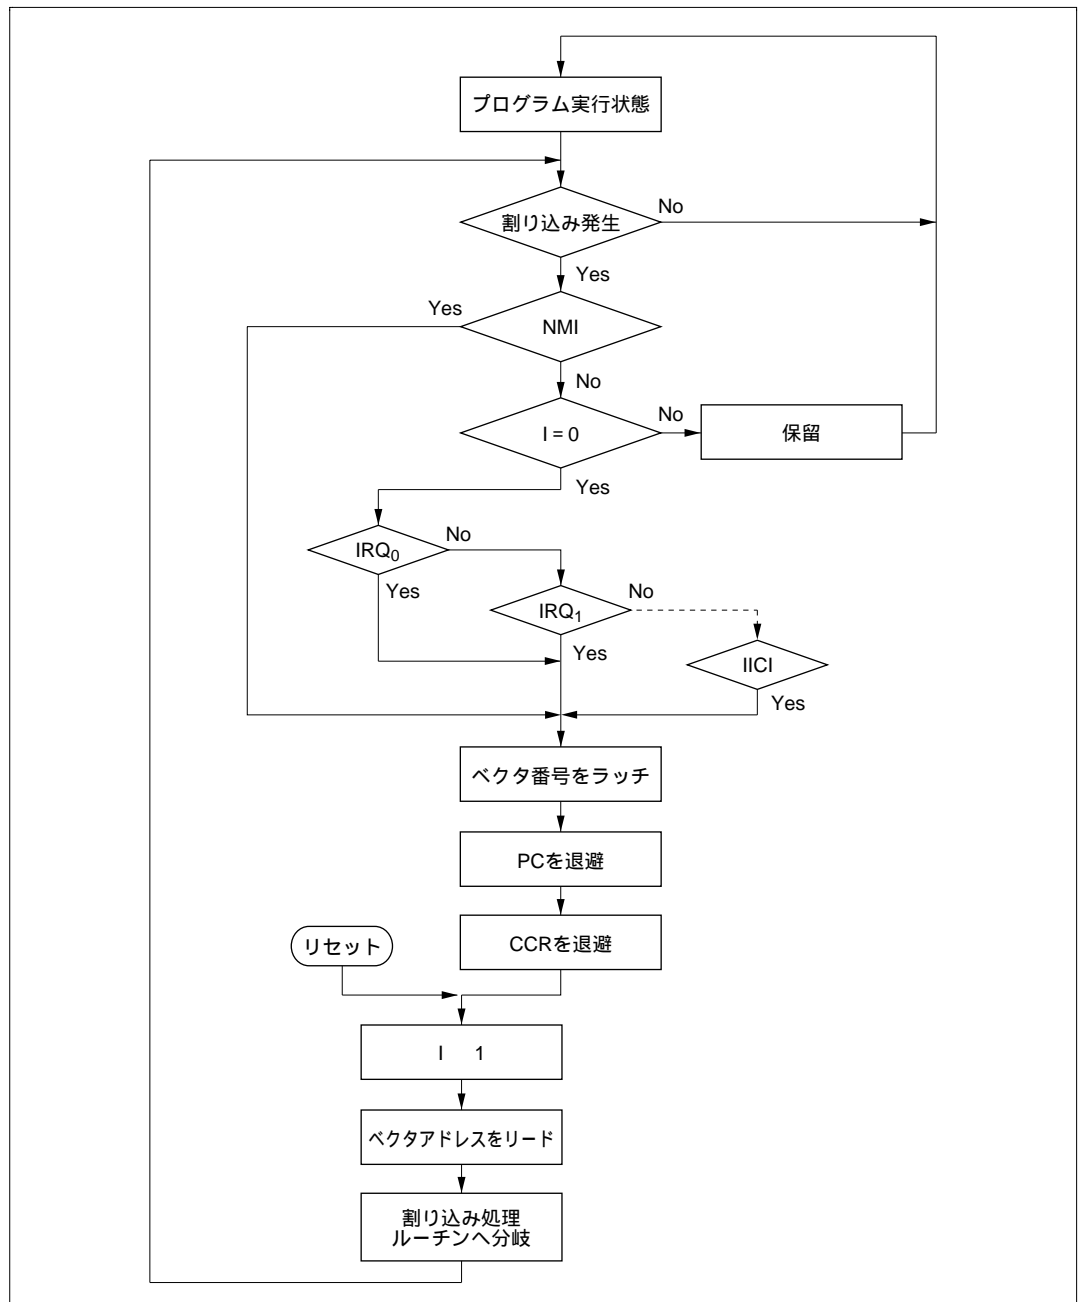 プログラム実行状態
割り込み発生
No
Yes
Yes
NMI
No
I = 0
No
保留
Yes
IRQ0
No
Yes
IRQ1
No
Yes
IICI
Yes
ベクタ番号をラッチ
PCを退避
CCRを退避
リセット
I 1
ベクタアドレスをリード
割り込み処理
ルーチンへ分岐